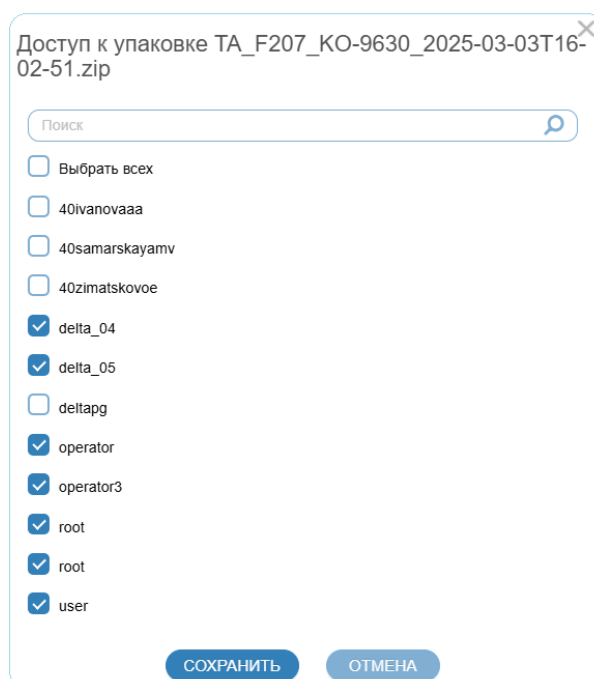 Доступ к упаковке TA_F207_KO-9630_2025-03-03T16-
02-51.zip
Поиск
Выбрать всех
40ivanovaaa
40samarskayamv
40zimatskovoe
delta_04
delta_05
deltapg
operator
operator3
root
root
user
СОХРАНИТЬ
ОТМЕНА